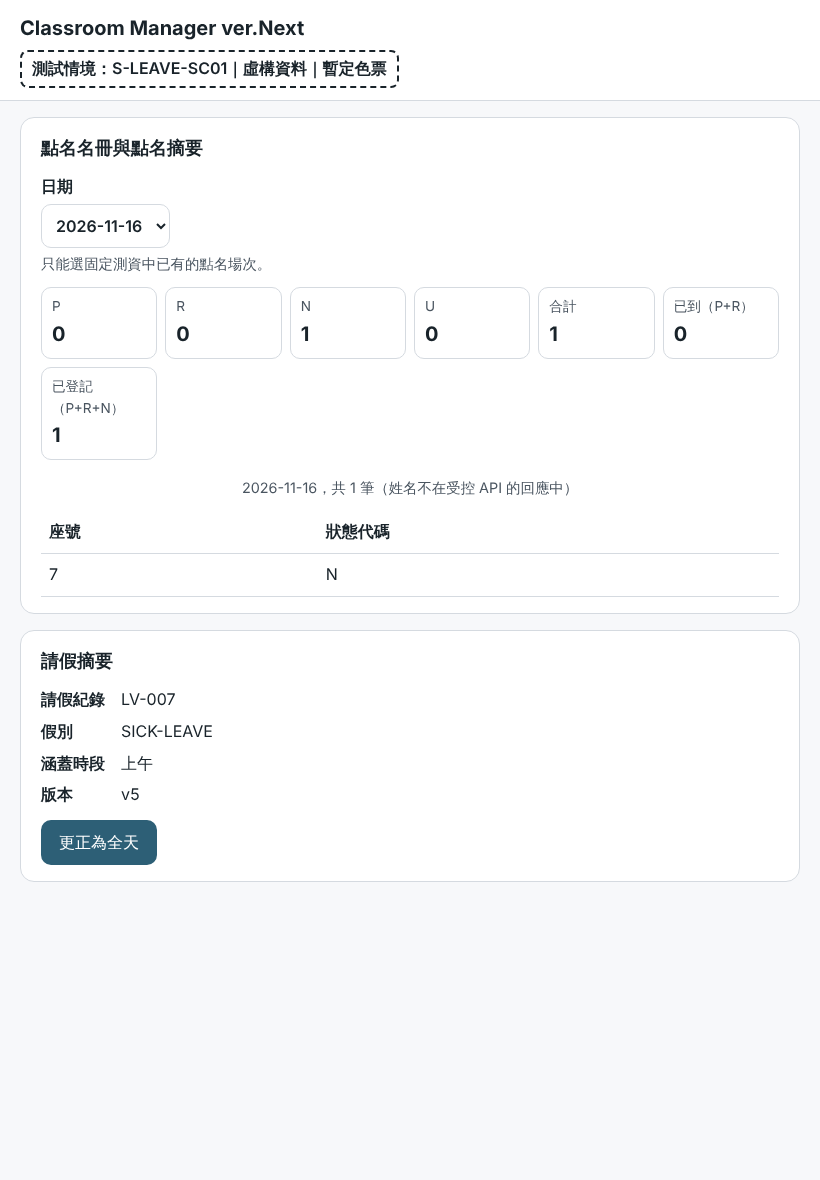 Classroom Manager ver.Next
測試情境：S-LEAVE-SC01｜虛構資料｜暫定色票
點名名冊與點名摘要
日期
2026-11-16
只能選固定測資中已有的點名場次。
P
0
R
0
N
1
U
0
合計
1
已到（P+R）
0
已登記
（P+R+N）
1
2026-11-16，共 1 筆（姓名不在受控 API 的回應中）
座號 狀態代碼
7 N
請假摘要
請假紀錄 LV-007
假別 SICK-LEAVE
涵蓋時段 上午
版本 v5
更正為全天